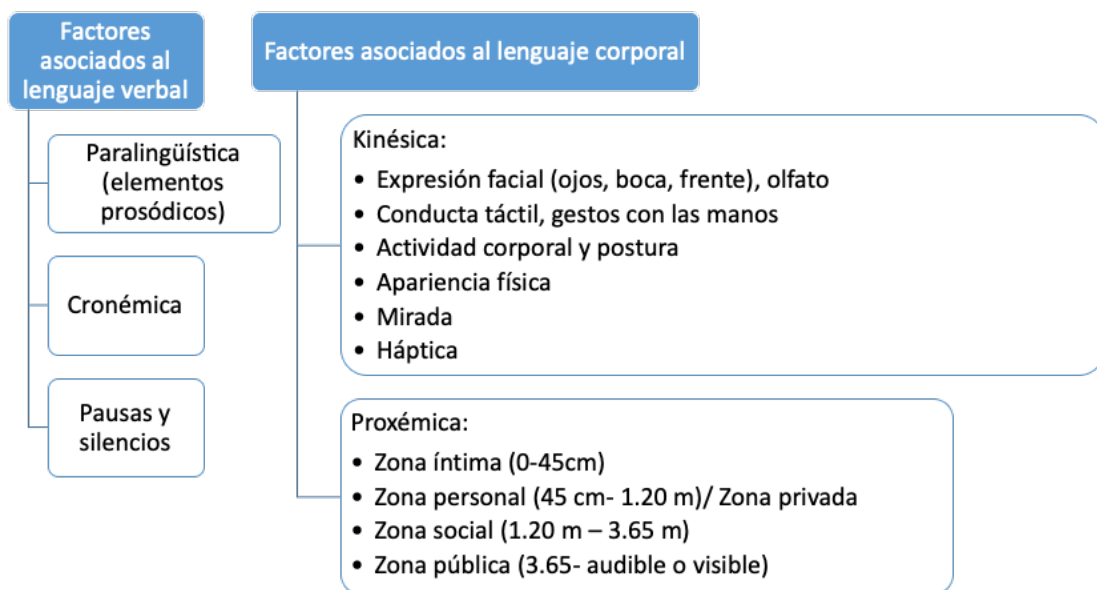 Factores
asociados al
lenguaje verbal
Paralingüística
(elementos
prosódicos)
Cronémica
Pausas y
silencios
Factores asociados al lenguaje corporal
Kinésica:
• Expresión facial (ojos, boca, frente), olfato
• Conducta táctil, gestos con las manos
• Actividad corporal y postura
• Apariencia física
• Mirada
• Háptica
Proxémica:
• Zona íntima (0-45cm)
• Zona personal (45 cm- 1.20 m)/ Zona privada
• Zona social (1.20 m – 3.65 m)
• Zona pública (3.65- audible o visible)